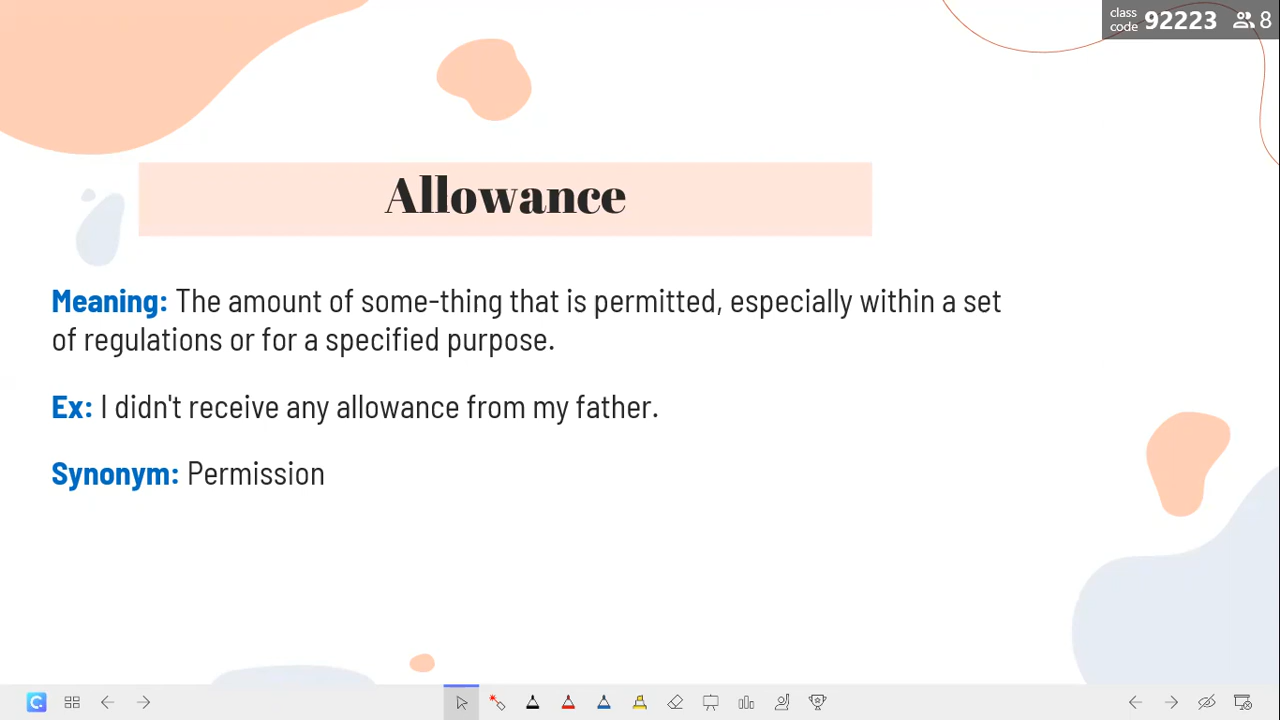 class
code 92223 8
Allowance
Meaning: The amount of some-thing that is permitted, especially within a set
of regulations or for a specified purpose.
Ex: I didn't receive any allowance from my father.
Synonym: Permission